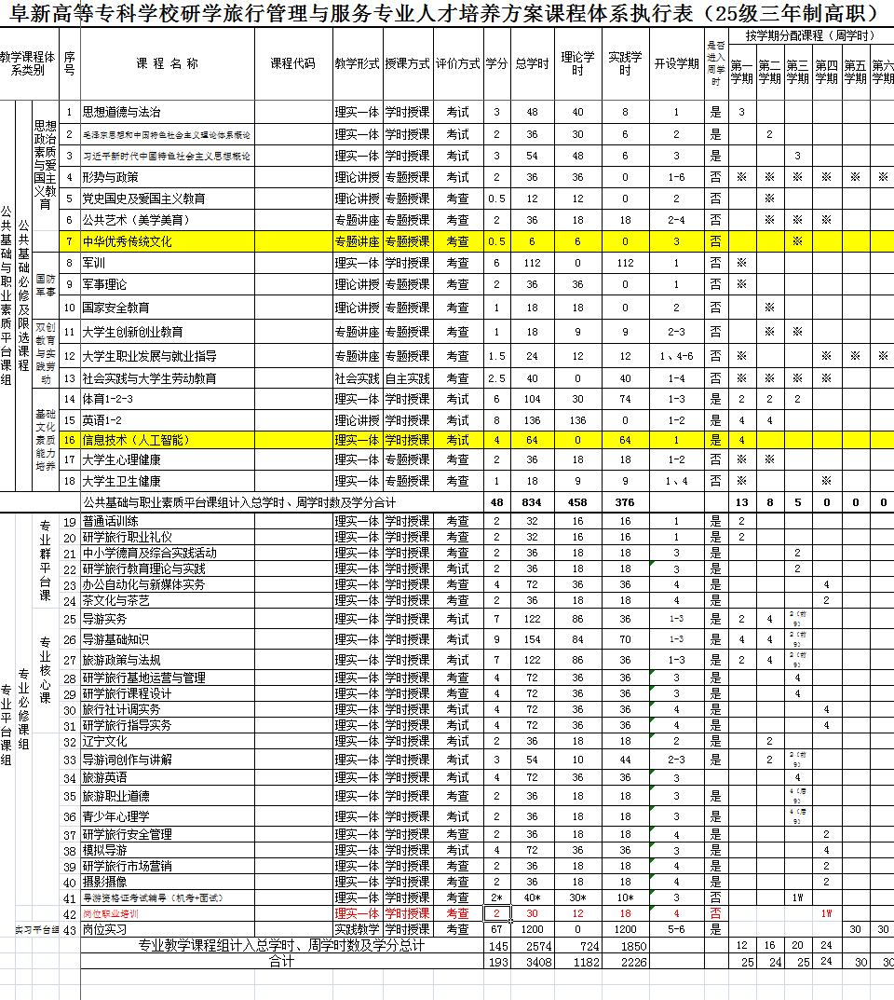 阜新高等专科学校研学旅行管理与服务专业人才培养方案课程体系执行表（25级三年制高职）
教学课程体系类别 序号 课 程 名 称 课程代码 教学形式 授课方式 评价方式 学分 总学时 理论学时 实践学时 开设学期 是否进入周学时 按学期分配课程（周学时）
第一学期 第二学期 第三学期 第四学期 第五学期 第六学期
公共基础与职业素质平台课组
公共基础必修及限选课程
思想政治素质与爱国主义教育
1 思想道德与法治 理实一体 学时授课 考试 3 48 40 8 1 是 3
2 毛泽东思想和中国特色社会主义理论体系概论 理实一体 学时授课 考试 2 36 30 6 2 是 2
3 习近平新时代中国特色社会主义思想概论 理实一体 学时授课 考试 3 54 48 6 3 是 3
4 形势与政策 理论讲授 专题授课 考试 2 36 36 0 1-6 否 ※ ※ ※ ※ ※ ※
5 党史国史及爱国主义教育 理论讲授 专题授课 考查 0.5 12 12 0 2 否 ※
6 公共艺术（美学美育） 专题讲座 专题授课 考查 2 36 18 18 2-4 否 ※ ※ ※
7 中华优秀传统文化 专题讲座 专题授课 考查 0.5 6 6 0 3 否 ※
国防军事
8 军训 理实一体 学时授课 考查 6 112 0 112 1 否 ※
9 军事理论 理论讲授 专题授课 考查 2 36 36 0 1 否 ※
10 国家安全教育 理论讲授 专题授课 考查 1 18 18 0 2 否 ※
双创教育与实践劳动
11 大学生创新创业教育 专题讲座 专题授课 考查 1 18 9 9 2-3 否 ※ ※
12 大学生职业发展与就业指导 专题讲座 专题授课 考查 1.5 24 12 12 1、4-6 否 ※ ※ ※ ※
13 社会实践与大学生劳动教育 社会实践 自主实践 考查 2.5 40 0 40 1-4 否 ※ ※ ※ ※
基础文化素质能力培养
14 体育1-2-3 理实一体 学时授课 考试 6 104 30 74 1-3 是 2 2 2
15 英语1-2 理论讲授 学时授课 考试 8 136 136 0 1-2 是 4 4
16 信息技术（人工智能） 理实一体 学时授课 考试 4 64 0 64 1 是 4
17 大学生心理健康 理实一体 专题授课 考查 2 36 18 18 1-2 否 ※ ※
18 大学生卫生健康 理实一体 专题授课 考查 1 18 9 9 1、4 否 ※ ※
公共基础与职业素质平台课组计入总学时、周学时数及学分合计 48 834 458 376 13 8 5 0 0 0
专业平台课组
专业必修课组
专业群平台课
19 普通话训练 理实一体 学时授课 考查 2 32 16 16 1 是 2
20 研学旅行职业礼仪 理实一体 学时授课 考查 2 32 16 16 1 是 2
21 中小学德育及综合实践活动 理实一体 学时授课 考查 2 36 18 18 3 是 2
22 研学旅行教育理论与实践 理实一体 学时授课 考试 2 36 18 18 3 是 2
23 办公自动化与新媒体实务 理实一体 学时授课 考查 4 72 36 36 4 是 4
24 茶文化与茶艺 理实一体 学时授课 考查 2 36 18 18 4 是 2
专业核心课
25 导游实务 理实一体 学时授课 考试 7 122 86 36 1-3 是 2 4 2（前9）
26 导游基础知识 理实一体 学时授课 考试 9 154 84 70 1-3 是 4 4 2（前9）
27 旅游政策与法规 理实一体 学时授课 考试 7 122 86 36 1-3 是 2 4 2（前9）
28 研学旅行基地运营与管理 理实一体 学时授课 考查 4 72 36 36 3 是 4
29 研学旅行课程设计 理实一体 学时授课 考查 4 72 36 36 3 是 4
30 旅行社计调实务 理实一体 学时授课 考试 4 72 36 36 4 是 4
31 研学旅行指导实务 理实一体 学时授课 考试 4 72 36 36 4 是 4
32 辽宁文化 理实一体 学时授课 考试 2 36 18 18 2 是 2
33 导游词创作与讲解 理实一体 学时授课 考试 3 54 10 44 2-3 是 2 2（前9）
34 旅游英语 理实一体 学时授课 考试 4 72 36 36 3 4
35 旅游职业道德 理实一体 学时授课 考查 2 36 18 18 3 是 4（后9）
36 青少年心理学 理实一体 学时授课 考试 2 36 18 18 3 是 4（后9）
37 研学旅行安全管理 理实一体 学时授课 考查 2 36 18 18 4 是 2
38 模拟导游 理实一体 学时授课 考试 4 72 36 36 3 是 4
39 研学旅行市场营销 理实一体 学时授课 考查 2 36 18 18 4 是 2
40 摄影摄像 理实一体 学时授课 考查 2 36 18 18 4 是 2
41 导游资格证考试辅导（机考+面试） 理实一体 学时授课 考查 2* 40* 30* 10* 3 否 1W
42 岗位职业培训 理实一体 学时授课 考查 2 30 12 18 4 否 1W
实习平台组 43 岗位实习 实践教学 学时授课 考查 67 1200 0 1200 5-6 是 30 30
专业教学课程组计入总学时、周学时数及学分总计 145 2574 724 1850 12 16 20 24
合计 193 3408 1182 2226 25 24 25 24 30 30